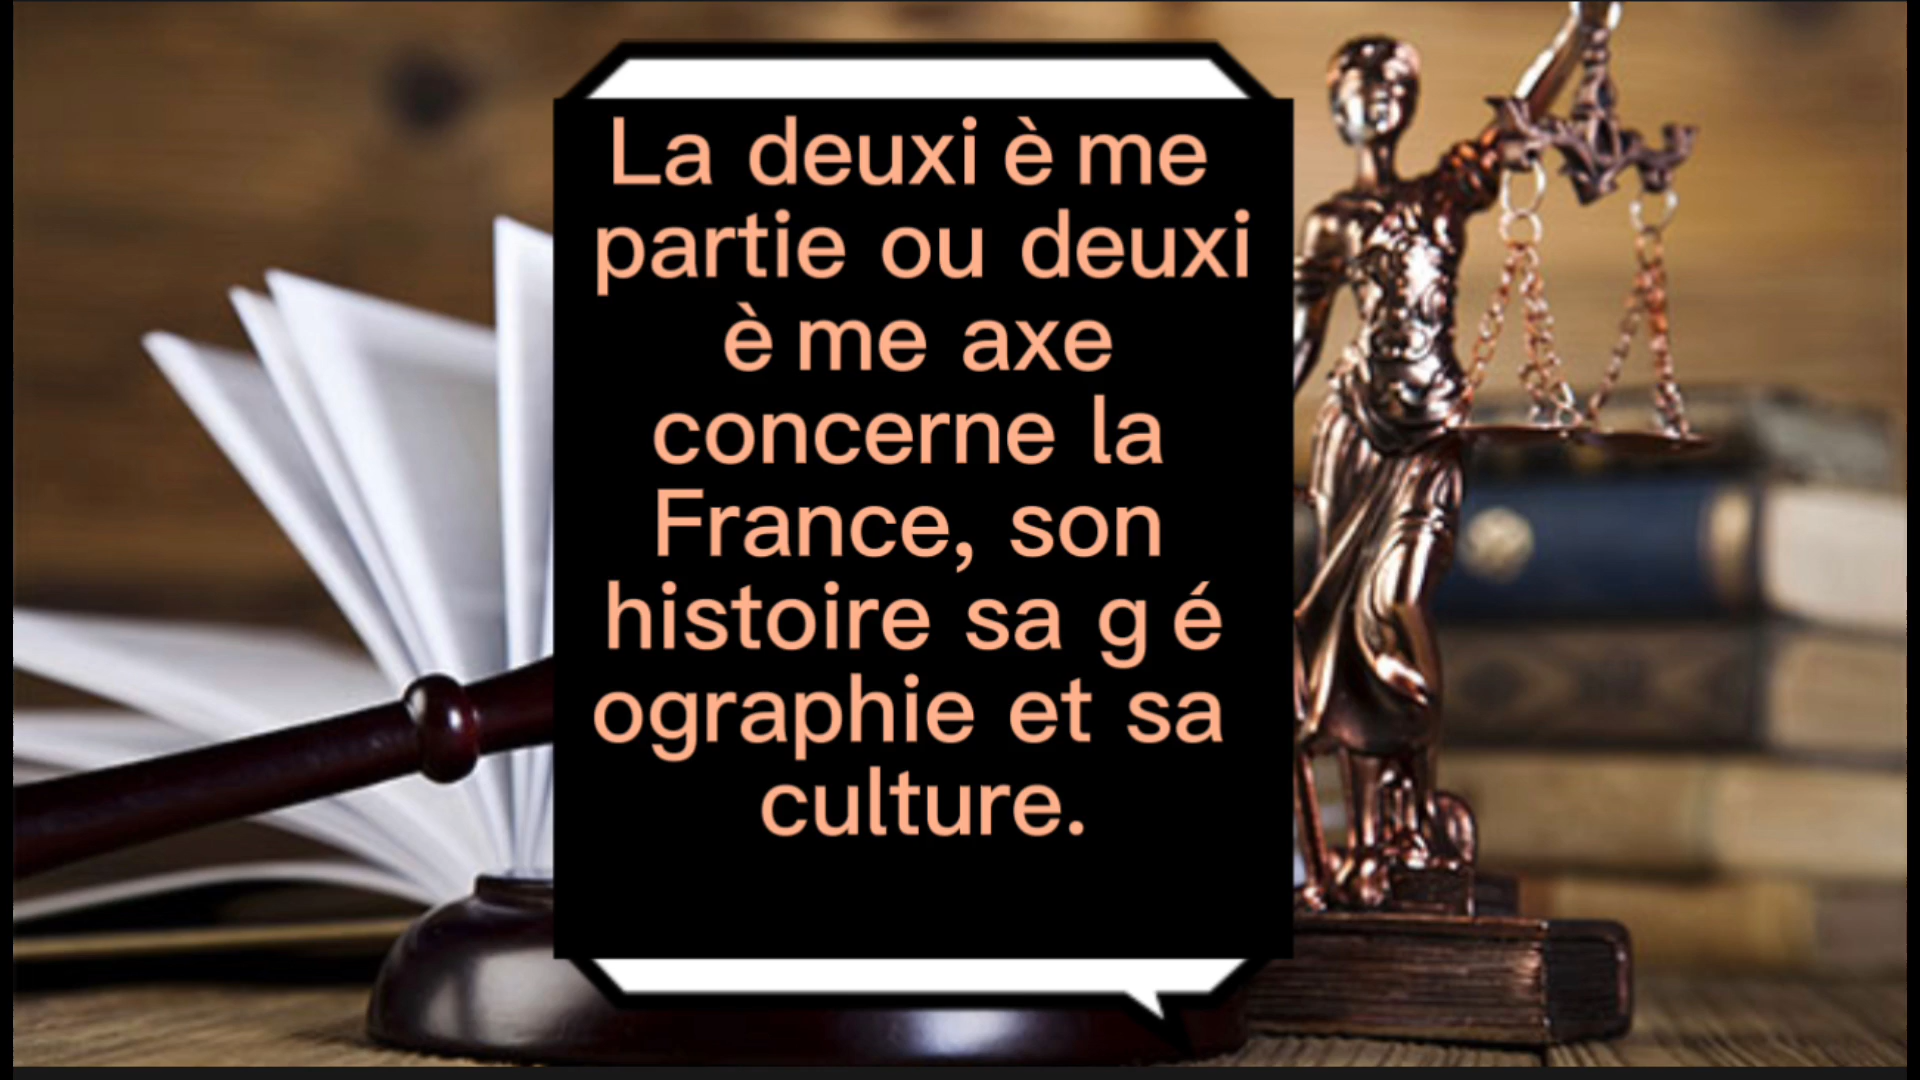 La deuxi è me
partie ou deuxi
è me axe
concerne la
France, son
histoire sa g é
ographie et sa
culture.